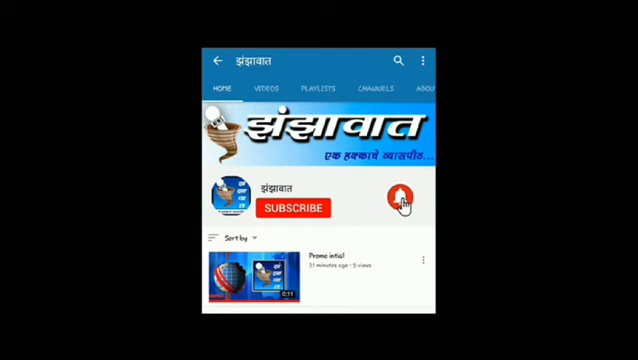 झंझावात
HOME VIDEOS PLAYLISTS CHANNELS ABOU
झंझावात
एक हक्काचे व्यासपीठ...
झंझावात
SUBSCRIBE
Sort by
Promo intial
31 minutes ago · 5 views
0:11